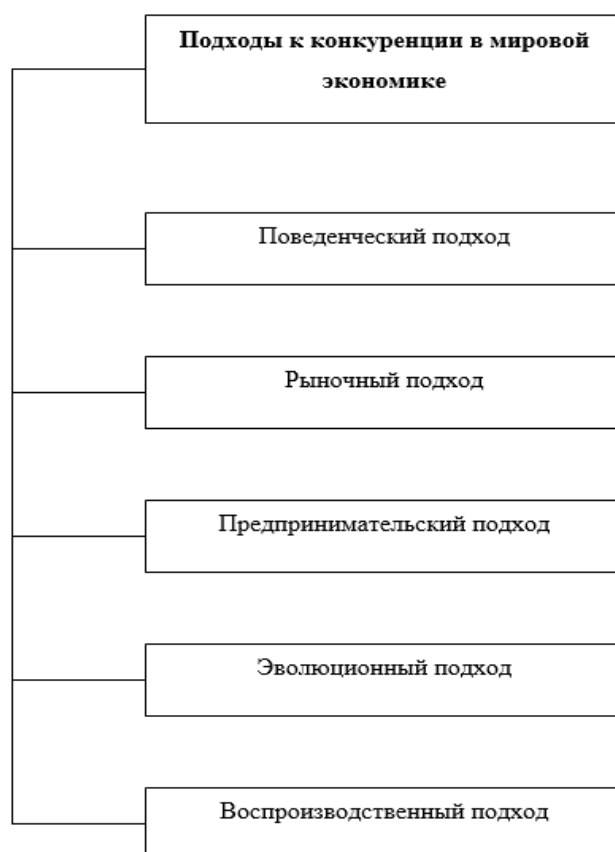 Подходы к конкуренции в мировой
экономике
Поведенческий подход
Рыночный подход
Предпринимательский подход
Эволюционный подход
Воспроизводственный подход